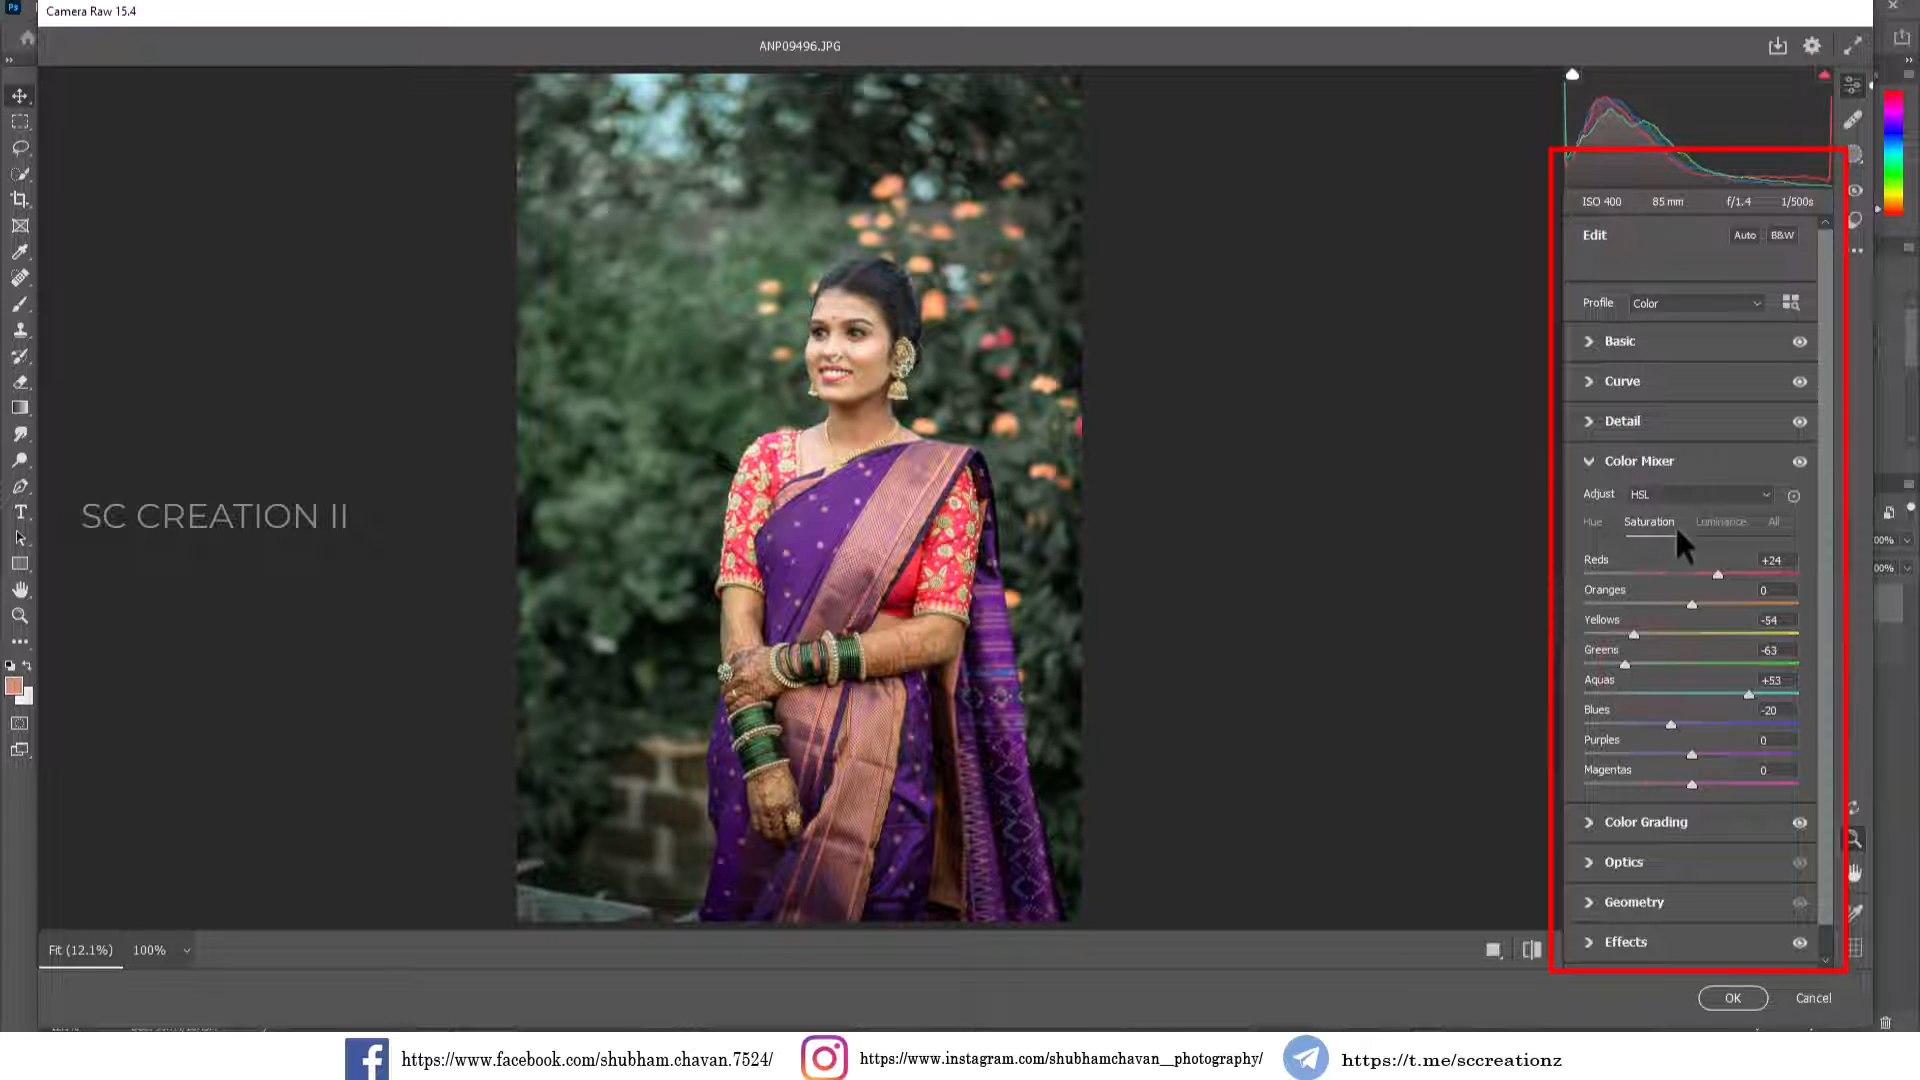 Camera Raw 15.4
ANP09496.JPG
ISO 400 85 mm f/1.4 1/500s
Edit Auto B&W
Profile Color
Basic
Curve
Detail
Color Mixer
Adjust HSL
Hue Saturation Luminance All
Reds +24
Oranges 0
Yellows -54
Greens -63
Aquas +53
Blues -20
Purples 0
Magentas 0
Color Grading
Optics
Geometry
Effects
SC CREATION II
Fit (12.1%) 100%
OK Cancel
https://www.facebook.com/shubham.chavan.7524/ https://www.instagram.com/shubhamchavan__photography/ https://t.me/sccreationz